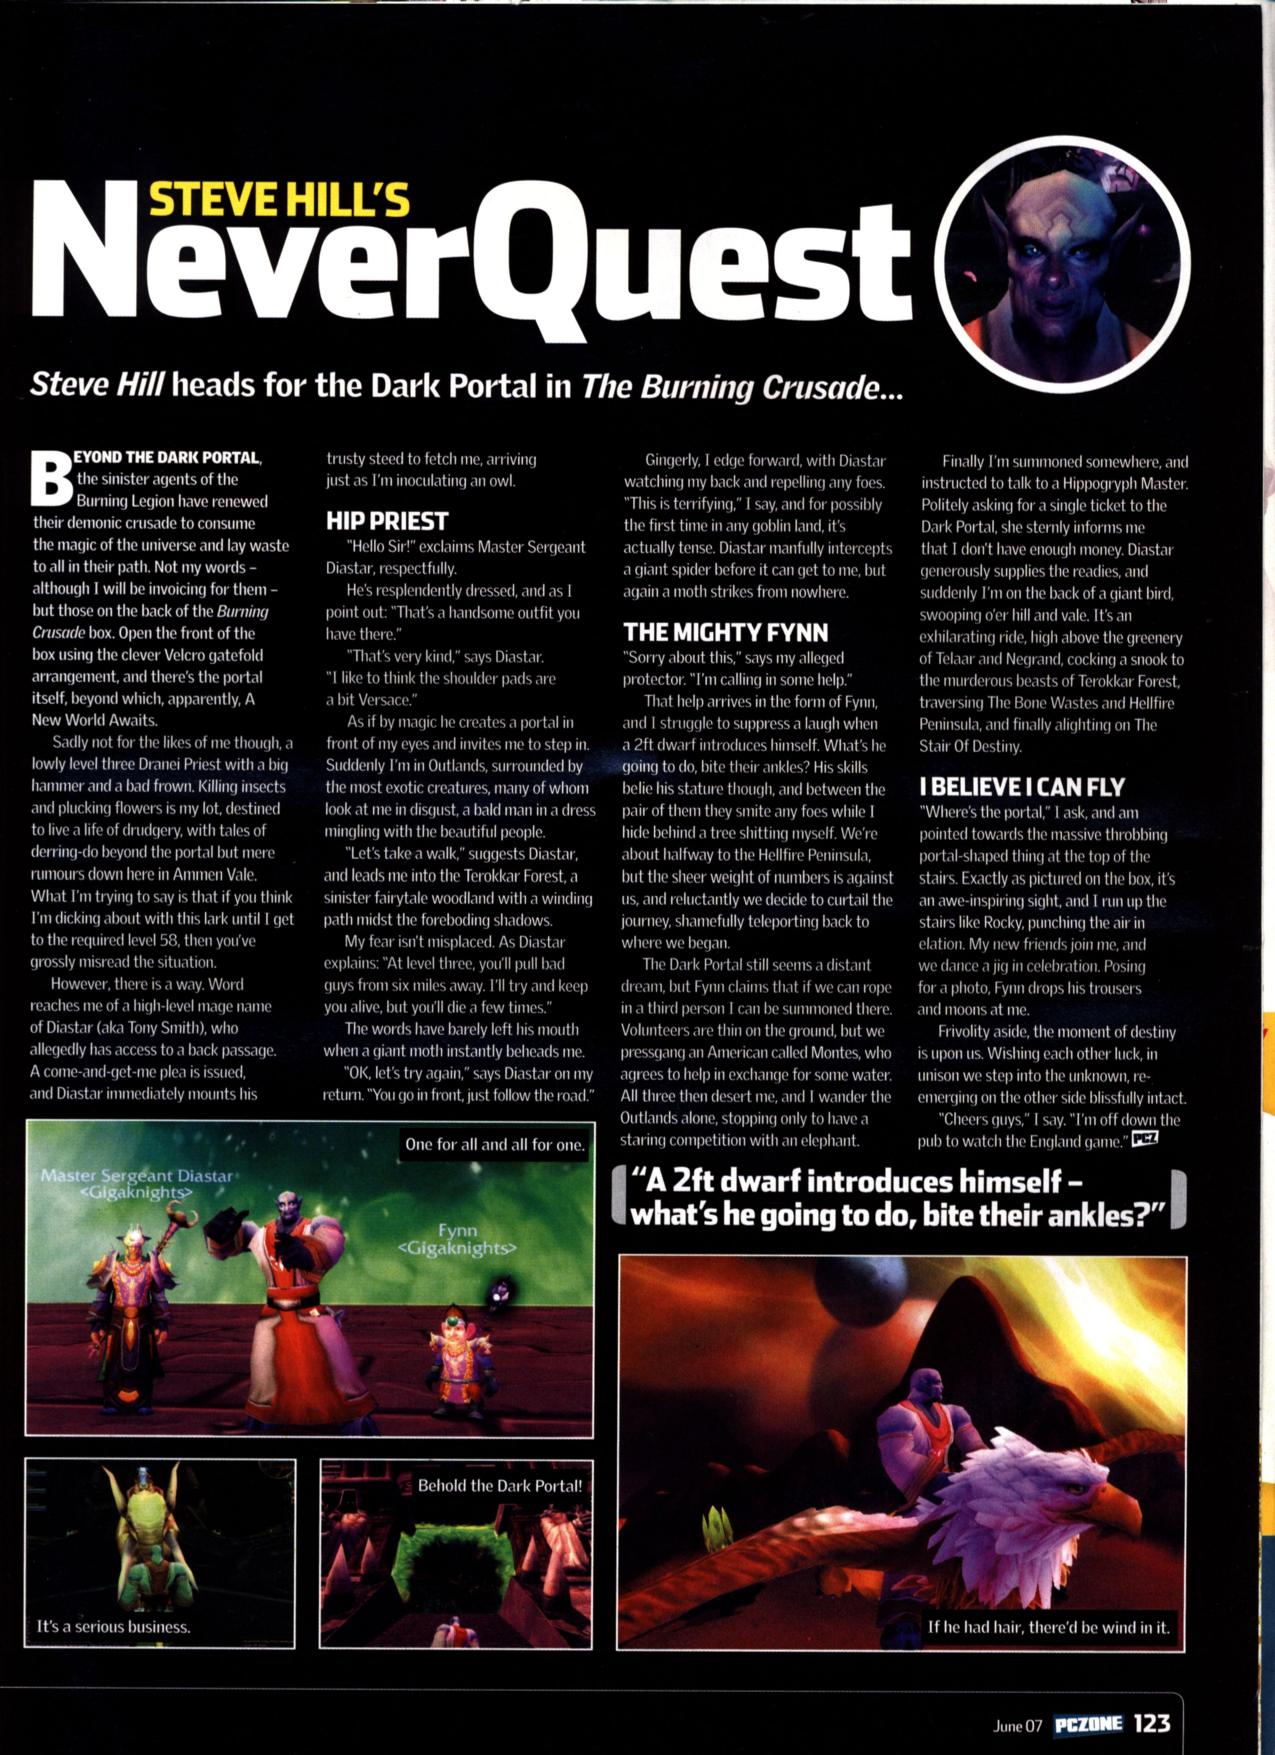 STEVE HILL'S
NeverQuest
Steve Hill heads for the Dark Portal in The Burning Crusade...
BEYOND THE DARK PORTAL,
the sinister agents of the
Burning Legion have renewed
their demonic crusade to consume
the magic of the universe and lay waste
to all in their path. Not my words –
although I will be invoicing for them –
but those on the back of the Burning
Crusade box. Open the front of the
box using the clever Velcro gatefold
arrangement, and there's the portal
itself, beyond which, apparently, A
New World Awaits.
Sadly not for the likes of me though, a
lowly level three Dranei Priest with a big
hammer and a bad frown. Killing insects
and plucking flowers is my lot, destined
to live a life of drudgery, with tales of
derring-do beyond the portal but mere
rumours down here in Ammen Vale.
What I'm trying to say is that if you think
I'm dicking about with this lark until I get
to the required level 58, then you've
grossly misread the situation.
However, there is a way. Word
reaches me of a high-level mage name
of Diastar (aka Tony Smith), who
allegedly has access to a back passage.
A come-and-get-me plea is issued,
and Diastar immediately mounts his
trusty steed to fetch me, arriving
just as I'm inoculating an owl.
HIP PRIEST
"Hello Sir!" exclaims Master Sergeant
Diastar, respectfully.
He's resplendently dressed, and as I
point out: "That's a handsome outfit you
have there."
"That's very kind," says Diastar.
"I like to think the shoulder pads are
a bit Versace."
As if by magic he creates a portal in
front of my eyes and invites me to step in.
Suddenly I'm in Outlands, surrounded by
the most exotic creatures, many of whom
look at me in disgust, a bald man in a dress
mingling with the beautiful people.
"Let's take a walk," suggests Diastar,
and leads me into the Terokkar Forest, a
sinister fairytale woodland with a winding
path midst the foreboding shadows.
My fear isn't misplaced. As Diastar
explains: "At level three, you'll pull bad
guys from six miles away. I'll try and keep
you alive, but you'll die a few times."
The words have barely left his mouth
when a giant moth instantly beheads me.
"OK, let's try again," says Diastar on my
return. "You go in front, just follow the road."
Gingerly, I edge forward, with Diastar
watching my back and repelling any foes.
"This is terrifying," I say, and for possibly
the first time in any goblin land, it's
actually tense. Diastar manfully intercepts
a giant spider before it can get to me, but
again a moth strikes from nowhere.
THE MIGHTY FYNN
"Sorry about this," says my alleged
protector. "I'm calling in some help."
That help arrives in the form of Fynn,
and I struggle to suppress a laugh when
a 2ft dwarf introduces himself. What's he
going to do, bite their ankles? His skills
belie his stature though, and between the
pair of them they smite any foes while I
hide behind a tree shitting myself. We're
about halfway to the Hellfire Peninsula,
but the sheer weight of numbers is against
us, and reluctantly we decide to curtail the
journey, shamefully teleporting back to
where we began.
The Dark Portal still seems a distant
dream, but Fynn claims that if we can rope
in a third person I can be summoned there.
Volunteers are thin on the ground, but we
pressgang an American called Montes, who
agrees to help in exchange for some water.
All three then desert me, and I wander the
Outlands alone, stopping only to have a
staring competition with an elephant.
Finally I'm summoned somewhere, and
instructed to talk to a Hippogryph Master.
Politely asking for a single ticket to the
Dark Portal, she sternly informs me
that I don't have enough money. Diastar
generously supplies the readies, and
suddenly I'm on the back of a giant bird,
swooping o'er hill and vale. It's an
exhilarating ride, high above the greenery
of Telaar and Negrand, cocking a snook to
the murderous beasts of Terokkar Forest,
traversing The Bone Wastes and Hellfire
Peninsula, and finally alighting on The
Stair Of Destiny.
I BELIEVE I CAN FLY
"Where's the portal," I ask, and am
pointed towards the massive throbbing
portal-shaped thing at the top of the
stairs. Exactly as pictured on the box, it's
an awe-inspiring sight, and I run up the
stairs like Rocky, punching the air in
elation. My new friends join me, and
we dance a jig in celebration. Posing
for a photo, Fynn drops his trousers
and moons at me.
Frivolity aside, the moment of destiny
is upon us. Wishing each other luck, in
unison we step into the unknown, re-
emerging on the other side blissfully intact.
"Cheers guys," I say. "I'm off down the
pub to watch the England game." PCZ
"A 2ft dwarf introduces himself –
what's he going to do, bite their ankles?"
One for all and all for one.
Master Sergeant Diastar
<Gigaknights>
Fynn
<Gigaknights>
It's a serious business.
Behold the Dark Portal!
If he had hair, there'd be wind in it.
June 07 PCZONE 123